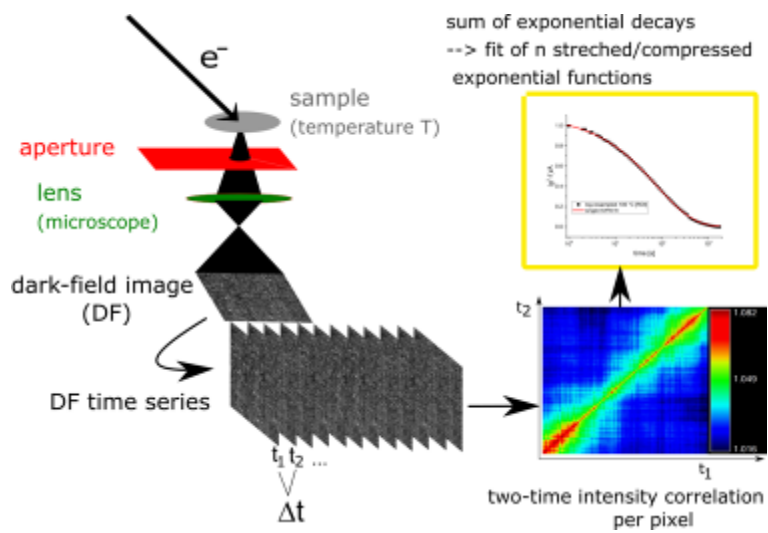 sum of exponential decays
--> fit of n streched/compressed
exponential functions
e⁻
sample
(temperature T)
aperture
lens
(microscope)
dark-field image
(DF)
DF time series
t₁ t₂ ...
Δt
t₂
1.082
1.049
1.016
t₁
two-time intensity correlation
per pixel
time [s]